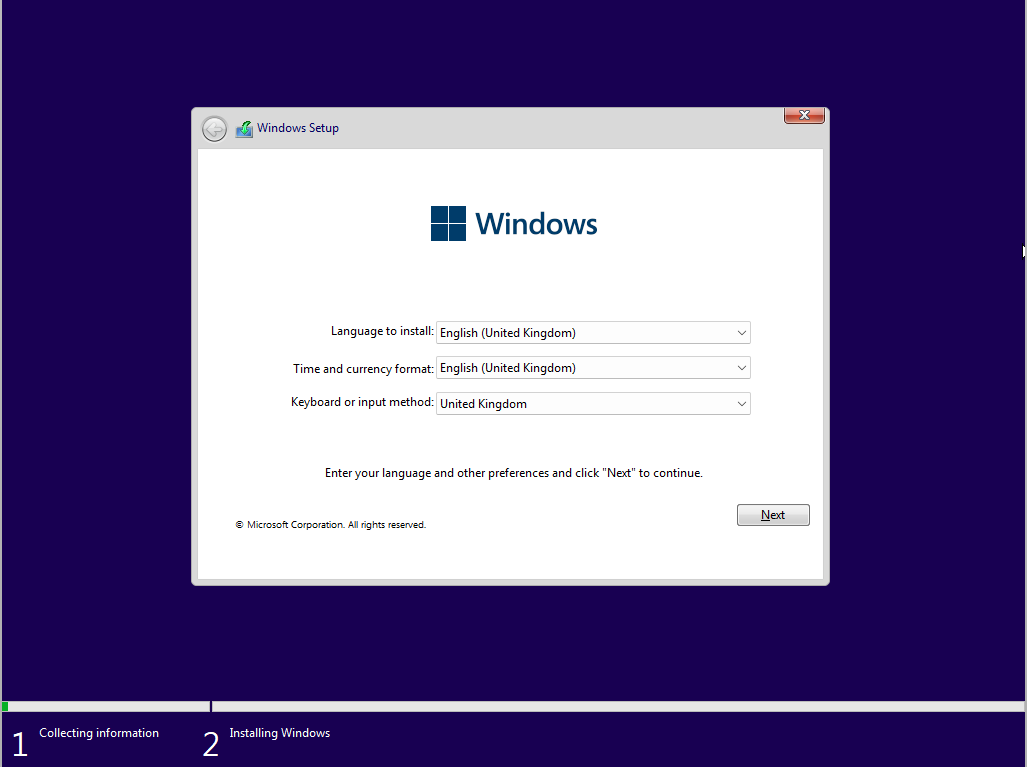 Windows Setup
Windows
Language to install: English (United Kingdom)
Time and currency format: English (United Kingdom)
Keyboard or input method: United Kingdom
Enter your language and other preferences and click "Next" to continue.
© Microsoft Corporation. All rights reserved.
Next
1 Collecting information
2 Installing Windows